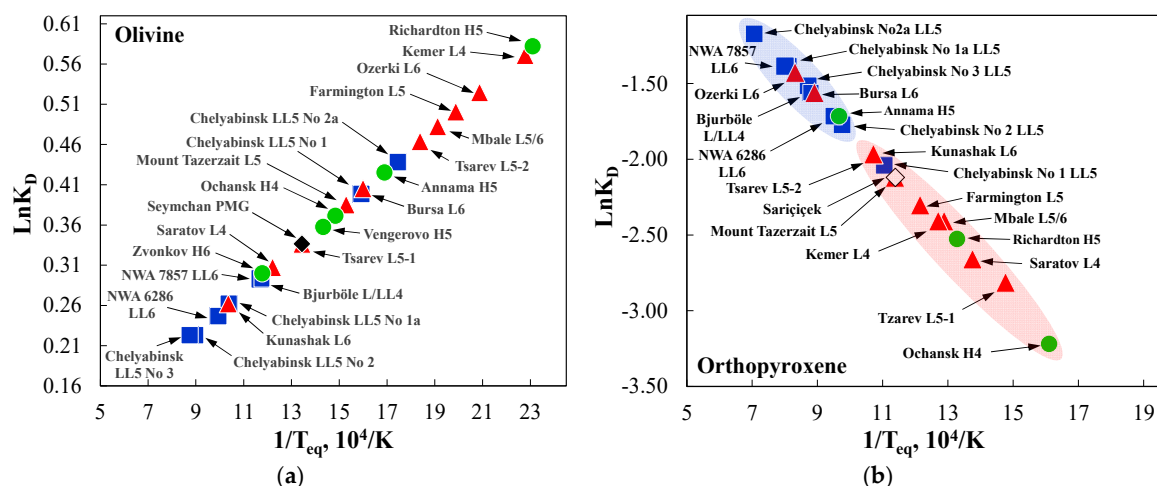 Olivine
0.61
0.56
0.51
0.46
0.41
0.36
0.31
0.26
0.21
0.16
LnKD
Richardton H5
Kemer L4
Ozerki L6
Farmington L5
Chelyabinsk LL5 No 2a
Chelyabinsk LL5 No 1
Mount Tazerzait L5
Ochansk H4
Seymchan PMG
Saratov L4
Zvonkov H6
NWA 7857 LL6
NWA 6286
LL6
Chelyabinsk
LL5 No 3
Mbale L5/6
Tsarev L5-2
Annama H5
Bursa L6
Vengerovo H5
Tsarev L5-1
Bjurböle L/LL4
Chelyabinsk LL5 No 1a
Kunashak L6
Chelyabinsk LL5 No 2
5 7 9 11 13 15 17 19 21 23
1/Teq, 10⁴/K
(a)
-1.50
-2.00
-2.50
-3.00
-3.50
LnKD
Chelyabinsk No2a LL5
NWA 7857
LL6
Chelyabinsk No 1a LL5
Chelyabinsk No 3 LL5
Ozerki L6
Bursa L6
Bjurböle
L/LL4
Annama H5
NWA 6286
LL6
Chelyabinsk No 2 LL5
Kunashak L6
Tsarev L5-2
Chelyabinsk No 1 LL5
Sariçiçek
Farmington L5
Mount Tazerzait L5
Mbale L5/6
Kemer L4
Richardton H5
Saratov L4
Tzarev L5-1
Ochansk H4
Orthopyroxene
5 7 9 11 13 15 17 19
1/Teq, 10⁴/K
(b)